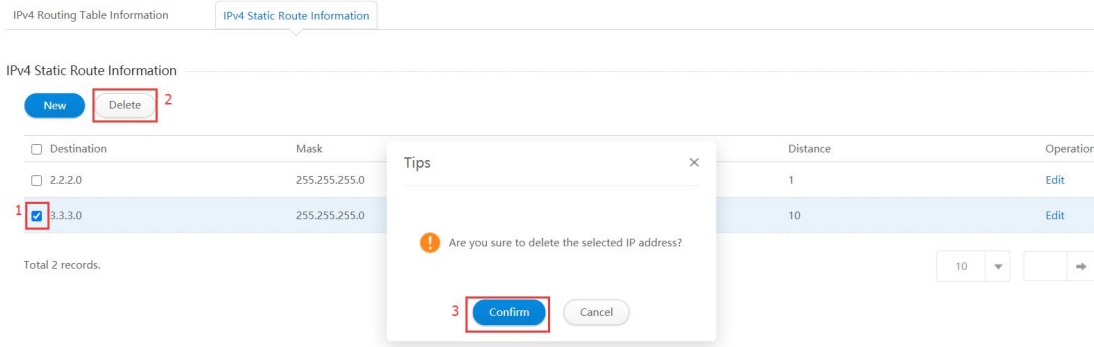 IPv4 Routing Table Information IPv4 Static Route Information
IPv4 Static Route Information
New Delete 2
Destination Mask Distance Operation
Tips
2.2.2.0 255.255.255.0 1 Edit
1 3.3.3.0 255.255.255.0 10 Edit
Are you sure to delete the selected IP address?
Total 2 records. 10
3 Confirm Cancel